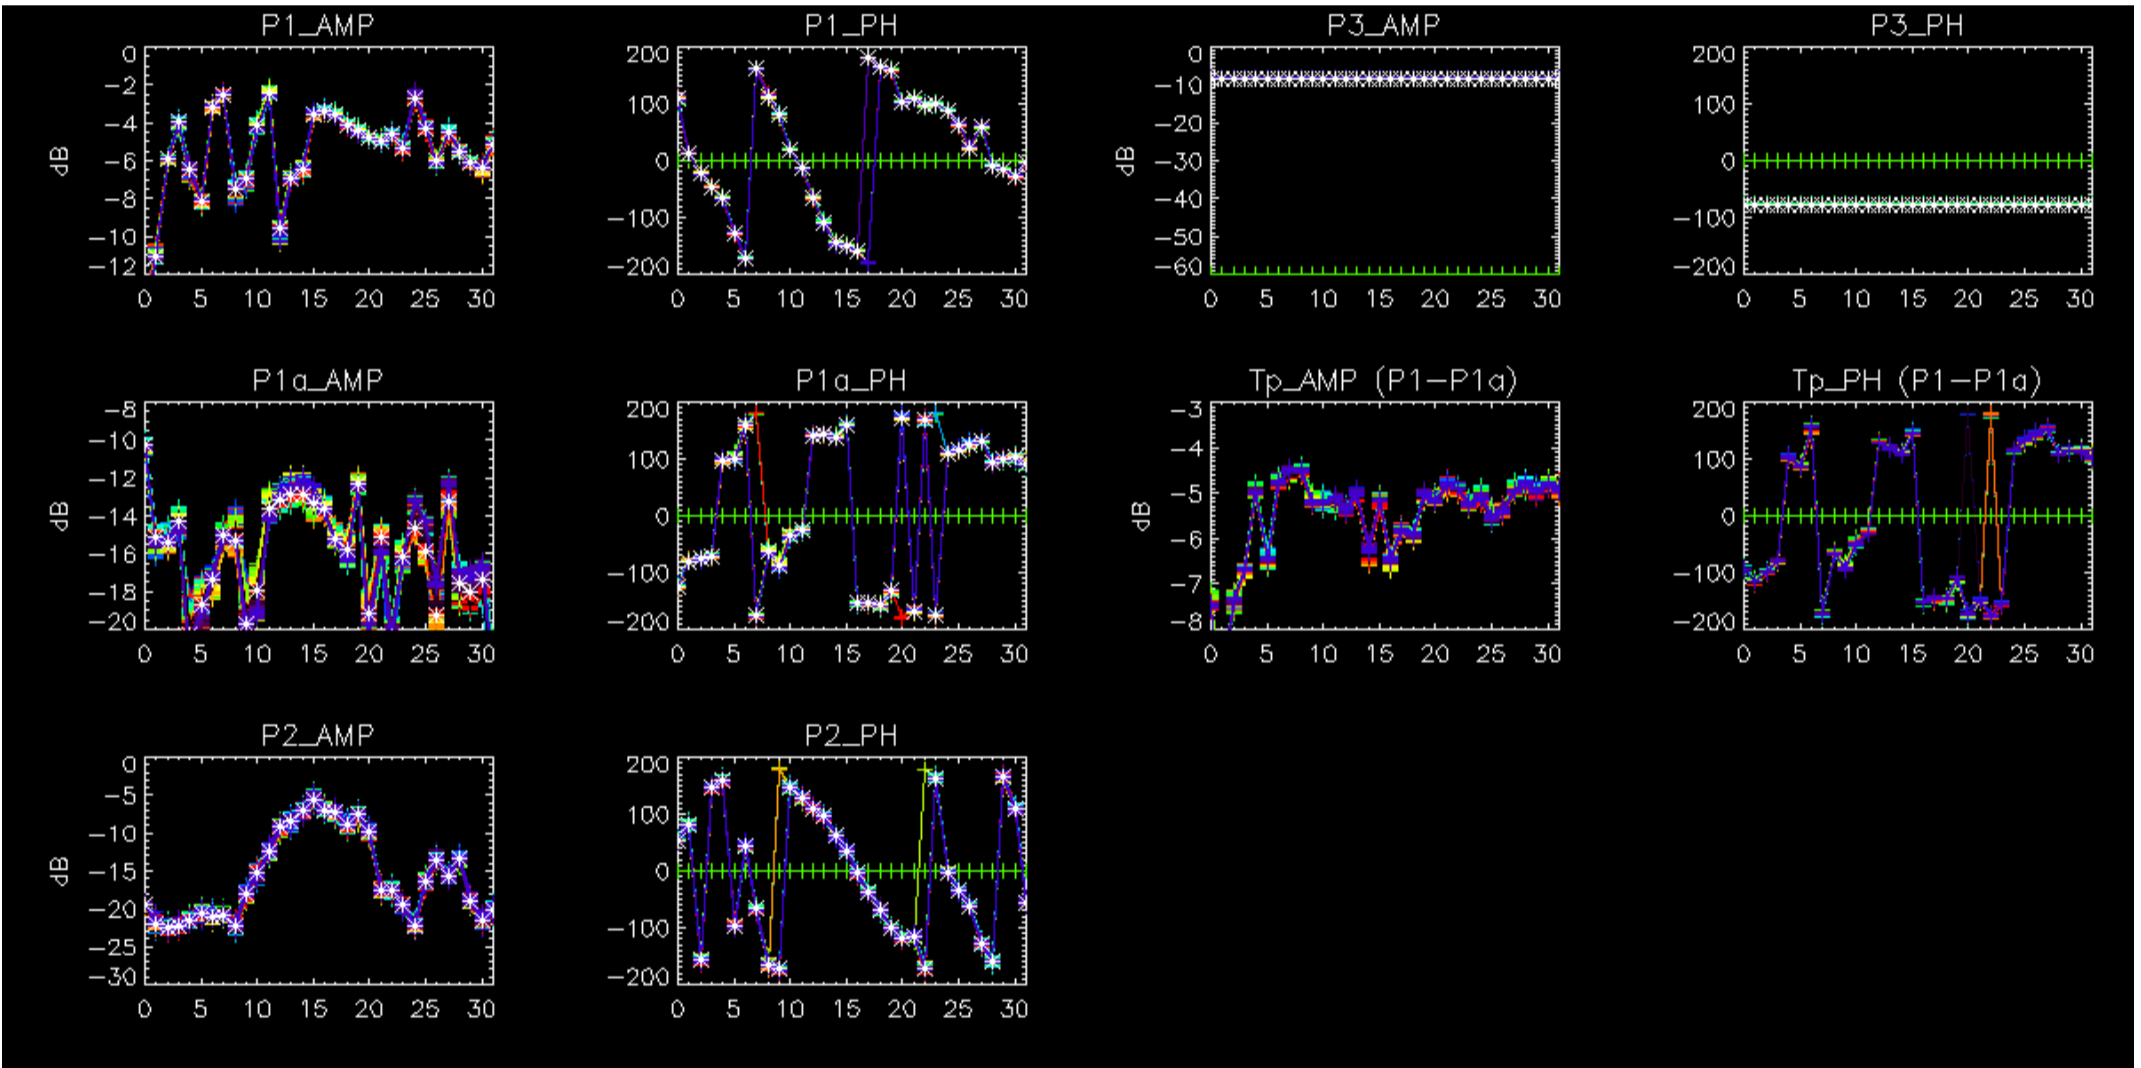 P1_AMP P1_PH P3_AMP P3_PH
0 200 0 200
-2
100 -10 100
-4
-20
-6 0 -30 0
dB dB
-8
-40
-100 -100
-10
-50
-12 -200 -60 -200
0 5 10 15 20 25 30 0 5 10 15 20 25 30 0 5 10 15 20 25 30 0 5 10 15 20 25 30
P1a_AMP P1a_PH Tp_AMP (P1-P1a) Tp_PH (P1-P1a)
-8 200 -3 200
-10
100 -4 100
-12
-5
-14 0 0
dB dB
-16
-6
-100 -100
-18
-7
-20 -200 -8 -200
0 5 10 15 20 25 30 0 5 10 15 20 25 30 0 5 10 15 20 25 30 0 5 10 15 20 25 30
P2_AMP P2_PH
0 200
-5
100
-10
-15 0
dB
-20
-100
-25
-30 -200
0 5 10 15 20 25 30 0 5 10 15 20 25 30